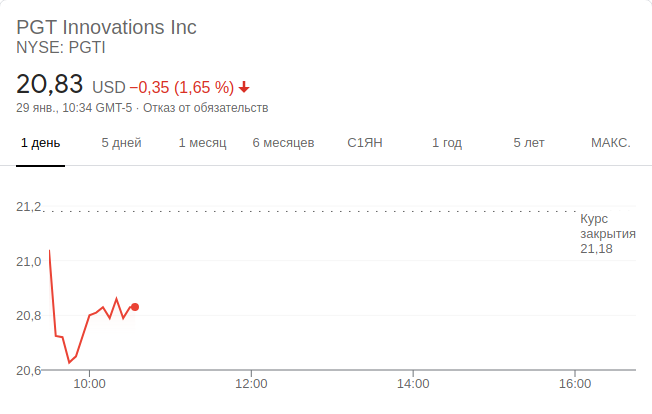 PGT Innovations Inc
NYSE: PGTI
20,83 USD −0,35 (1,65 %)
29 янв., 10:34 GMT-5 · Отказ от обязательств
1 день 5 дней 1 месяц 6 месяцев С1ЯН 1 год 5 лет МАКС.
21,2
Курс
закрытия
21,18
21,0
20,8
20,6
10:00 12:00 14:00 16:00